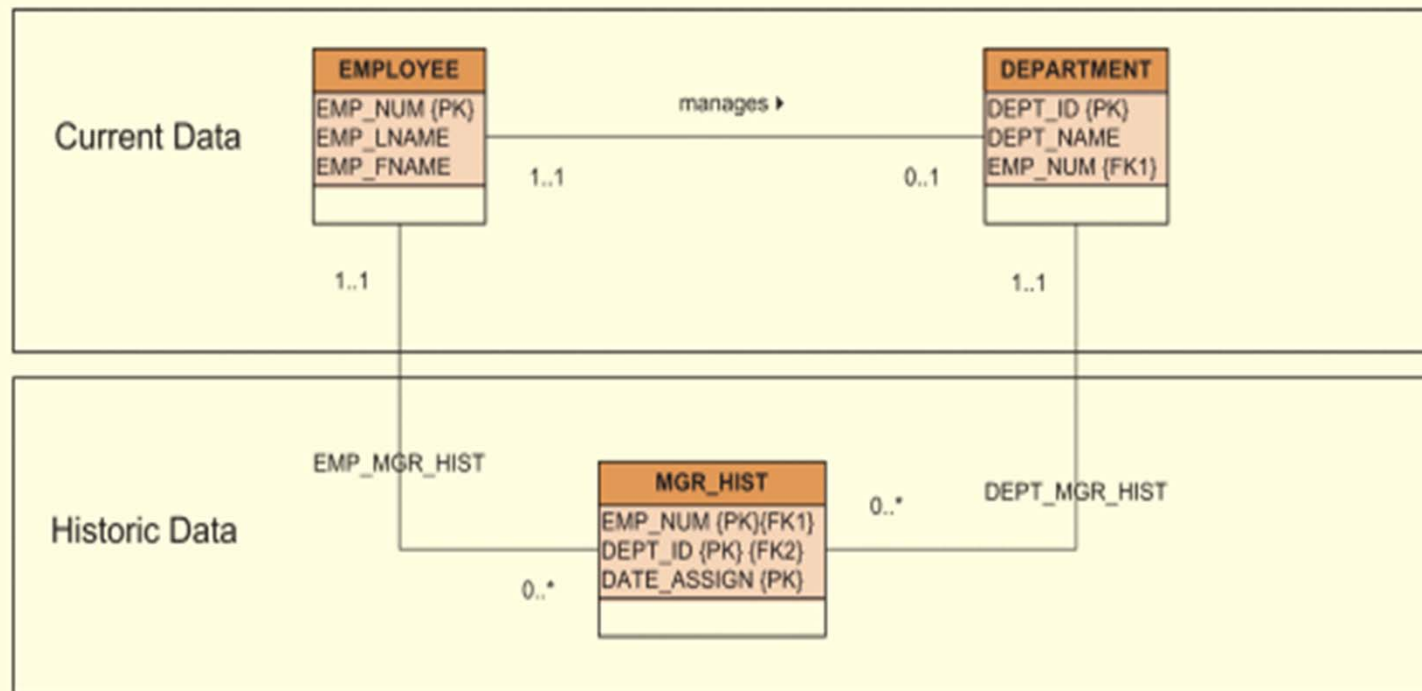 EMPLOYEE
EMP_NUM {PK}
EMP_LNAME
EMP_FNAME
manages
DEPARTMENT
DEPT_ID {PK}
DEPT_NAME
EMP_NUM {FK1}
Current Data
1..1
0..1
1..1
1..1
EMP_MGR_HIST
MGR_HIST
EMP_NUM {PK}{FK1}
DEPT_ID {PK} {FK2}
DATE_ASSIGN {PK}
0..*
DEPT_MGR_HIST
Historic Data
0..*